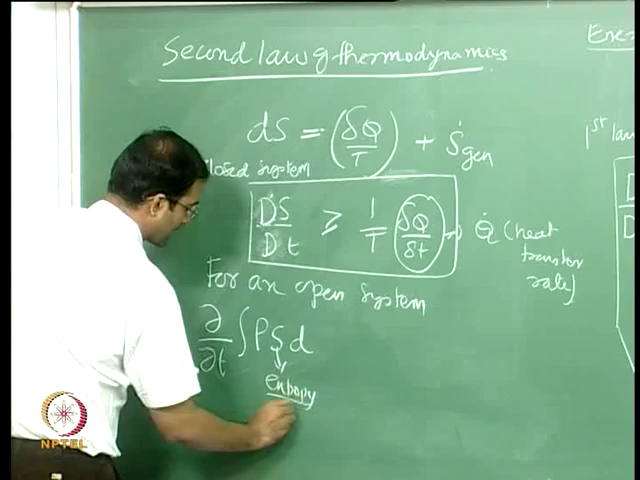 Second law of thermodynamics
dS = (δQ/T) + Ṡgen
closed system
DS/Dt ≥ 1/T δQ/δt → Q̇ (heat transfer rate)
For an open system
∂/∂t ∫ ρ s d
entropy
Ene
1st law
NPTEL